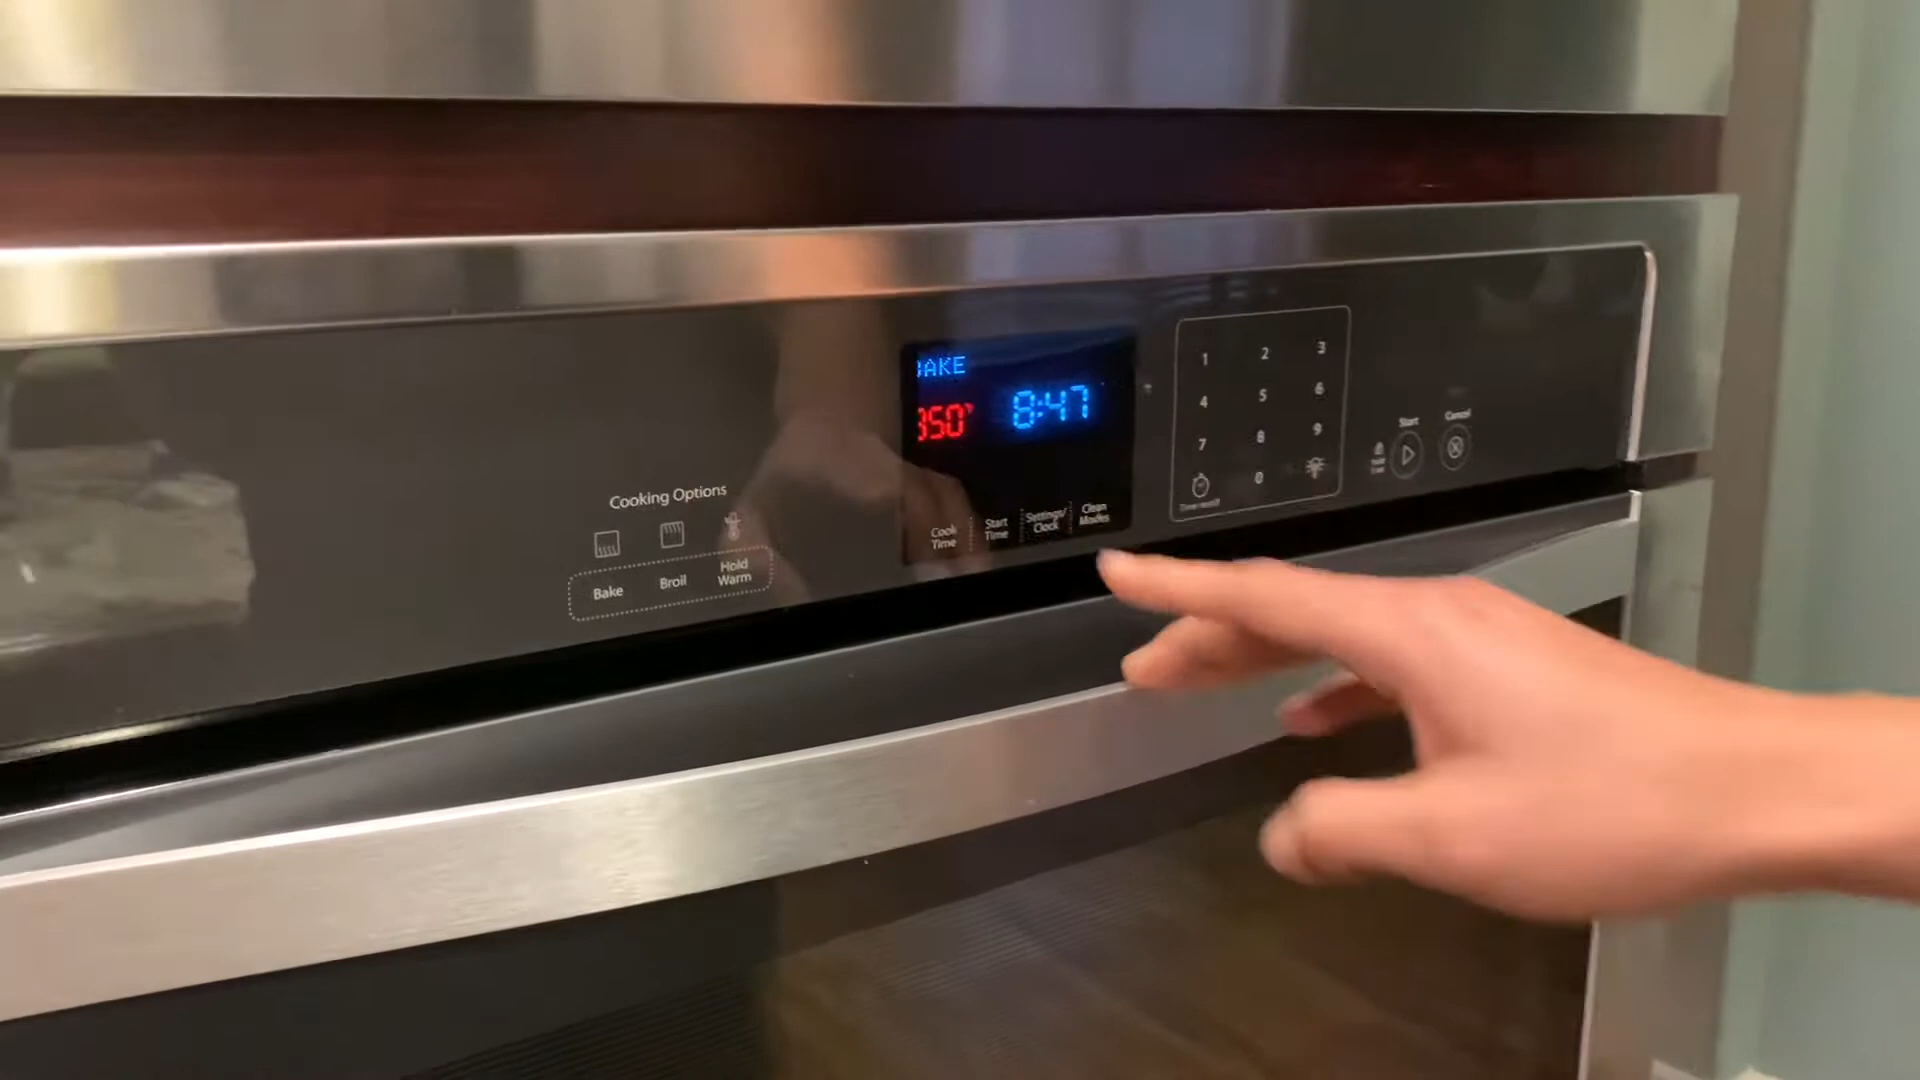 BAKE
350°
8:47
Cooking Options
Bake
Broil
Hold
Warm
Cook
Time
Start
Time
Settings/
Clock
Clean
Modes
1 2 3
4 5 6
7 8 9
0
Start
Cancel